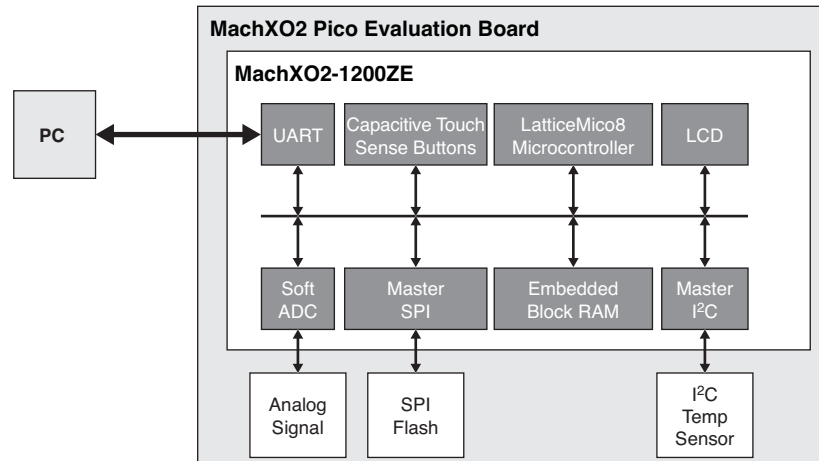 MachXO2 Pico Evaluation Board
MachXO2-1200ZE
PC
UART
Capacitive Touch
Sense Buttons
LatticeMico8
Microcontroller
LCD
Soft
ADC
Master
SPI
Embedded
Block RAM
Master
I²C
Analog
Signal
SPI
Flash
I²C
Temp
Sensor